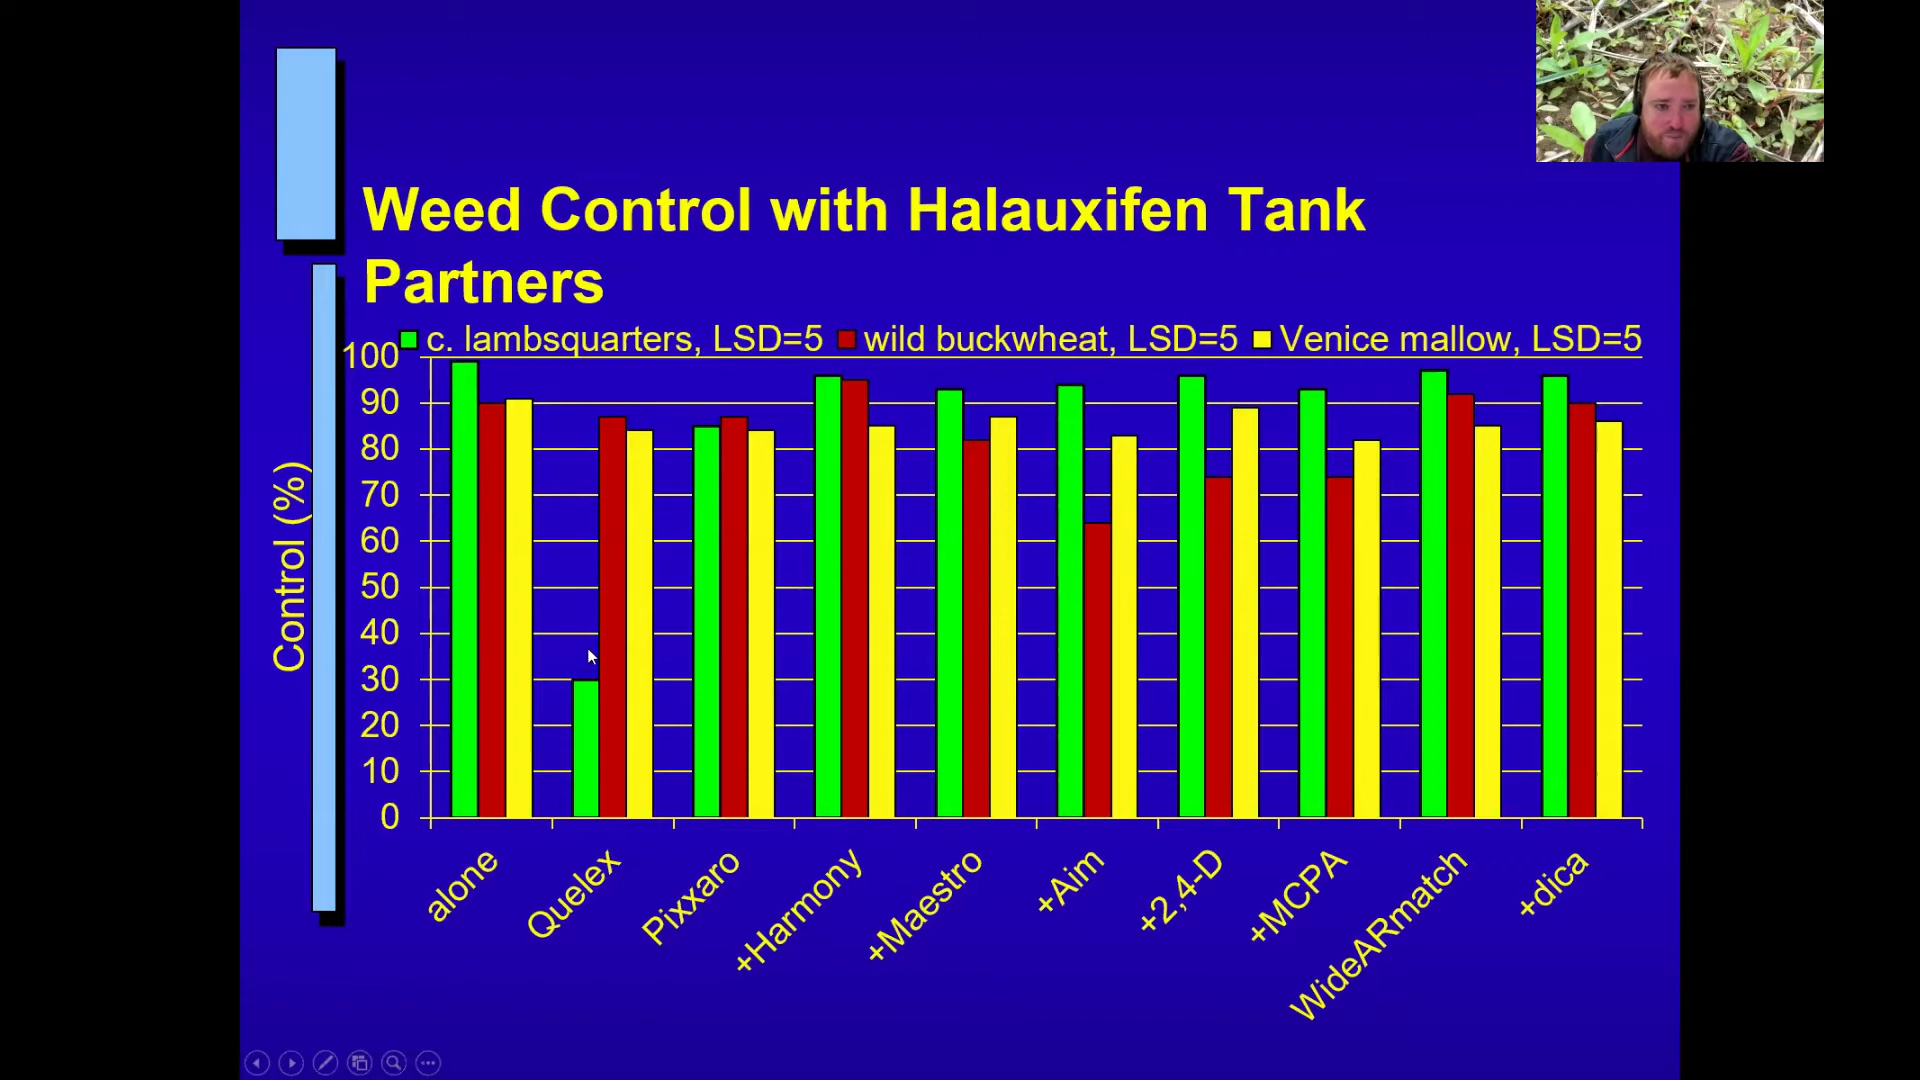 Weed Control with Halauxifen Tank
Partners
c. lambsquarters, LSD=5 wild buckwheat, LSD=5 Venice mallow, LSD=5
Control (%)
100
90
80
70
60
50
40
30
20
10
0
alone Quelex Pixxaro +Harmony +Maestro +Aim +2,4-D +MCPA WideARmatch +dica